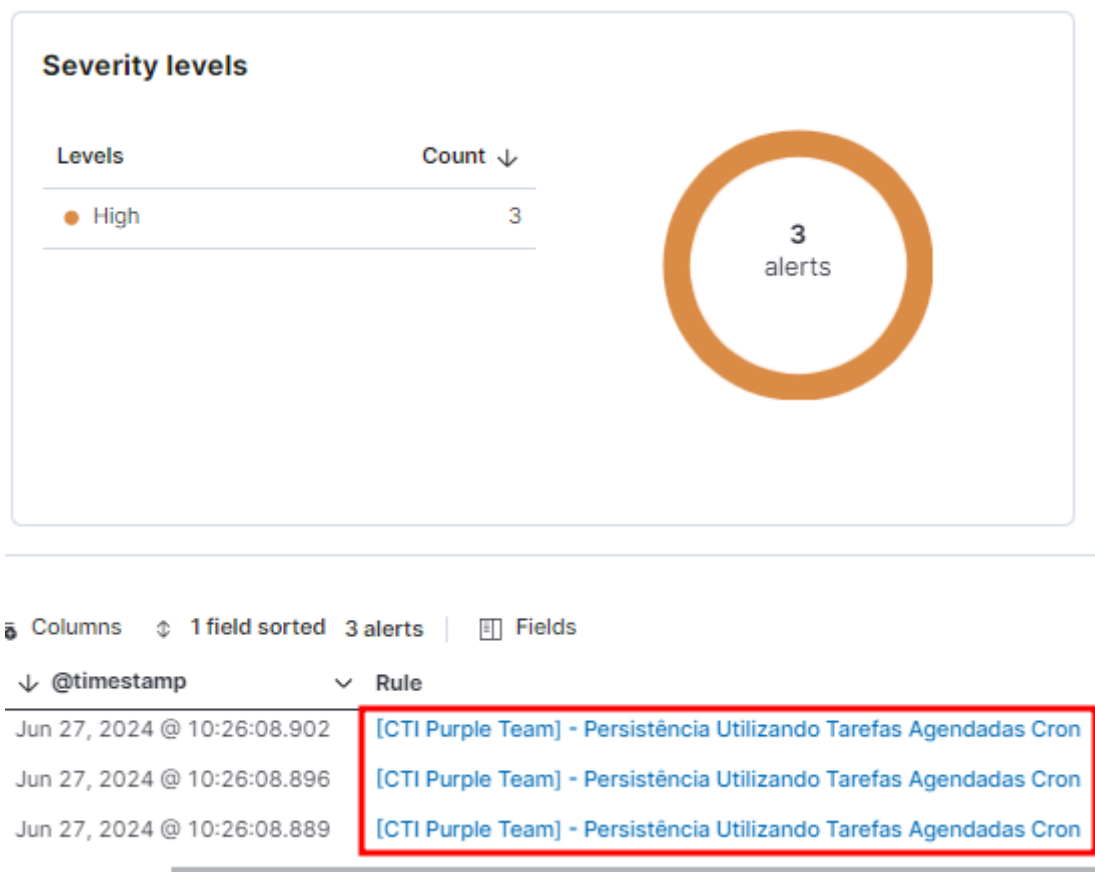 Severity levels
Levels Count
High 3
3
alerts
Columns 1 field sorted 3 alerts Fields
@timestamp Rule
Jun 27, 2024 @ 10:26:08.902 [CTI Purple Team] - Persistência Utilizando Tarefas Agendadas Cron
Jun 27, 2024 @ 10:26:08.896 [CTI Purple Team] - Persistência Utilizando Tarefas Agendadas Cron
Jun 27, 2024 @ 10:26:08.889 [CTI Purple Team] - Persistência Utilizando Tarefas Agendadas Cron